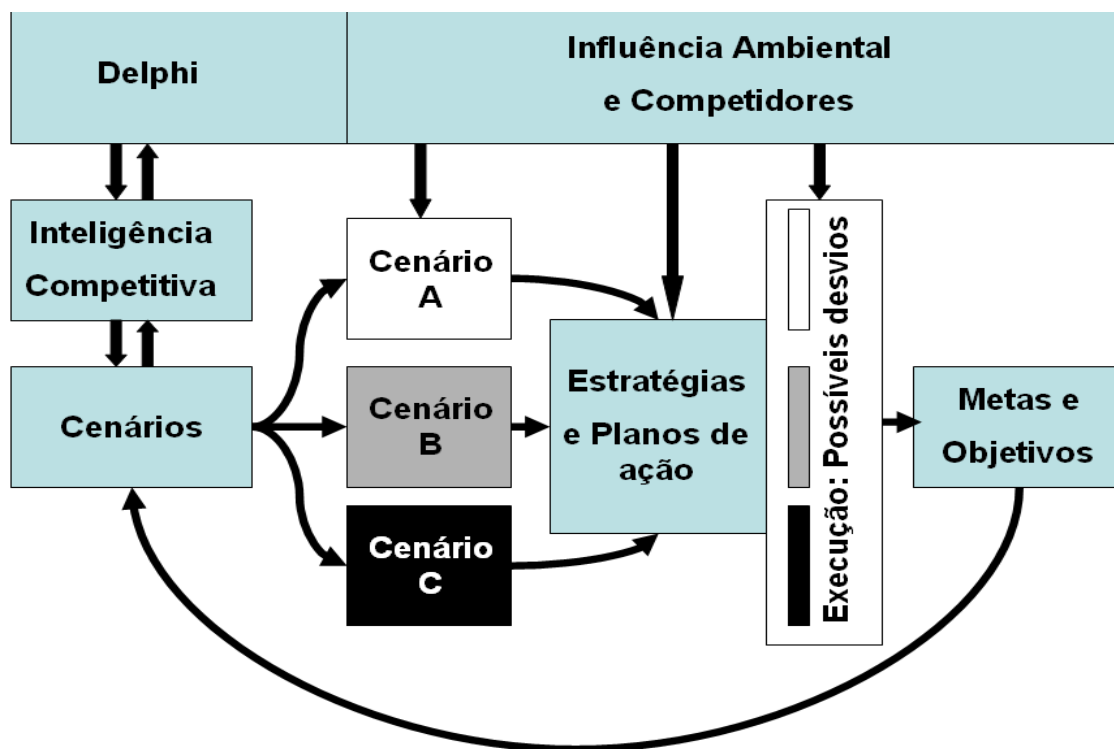 Delphi
Influência Ambiental
e Competidores
Inteligência
Competitiva
Cenários
Cenário
A
Cenário
B
Cenário
C
Estratégias
e Planos de
ação
Execução: Possíveis desvios
Metas e
Objetivos